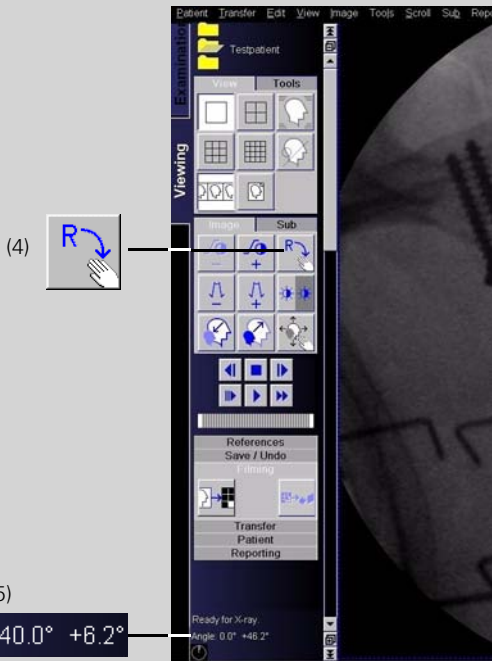 Patient Transfer Edit View Image Tools Scroll Sub
Examination
Testpatient
View Tools
Viewing
Image Sub
(4)
R
R
References
Save / Undo
Filming
Transfer
Patient
Reporting
5)
Ready for X-ray.
40.0° +6.2°
Angle: 0.0° +46.2°